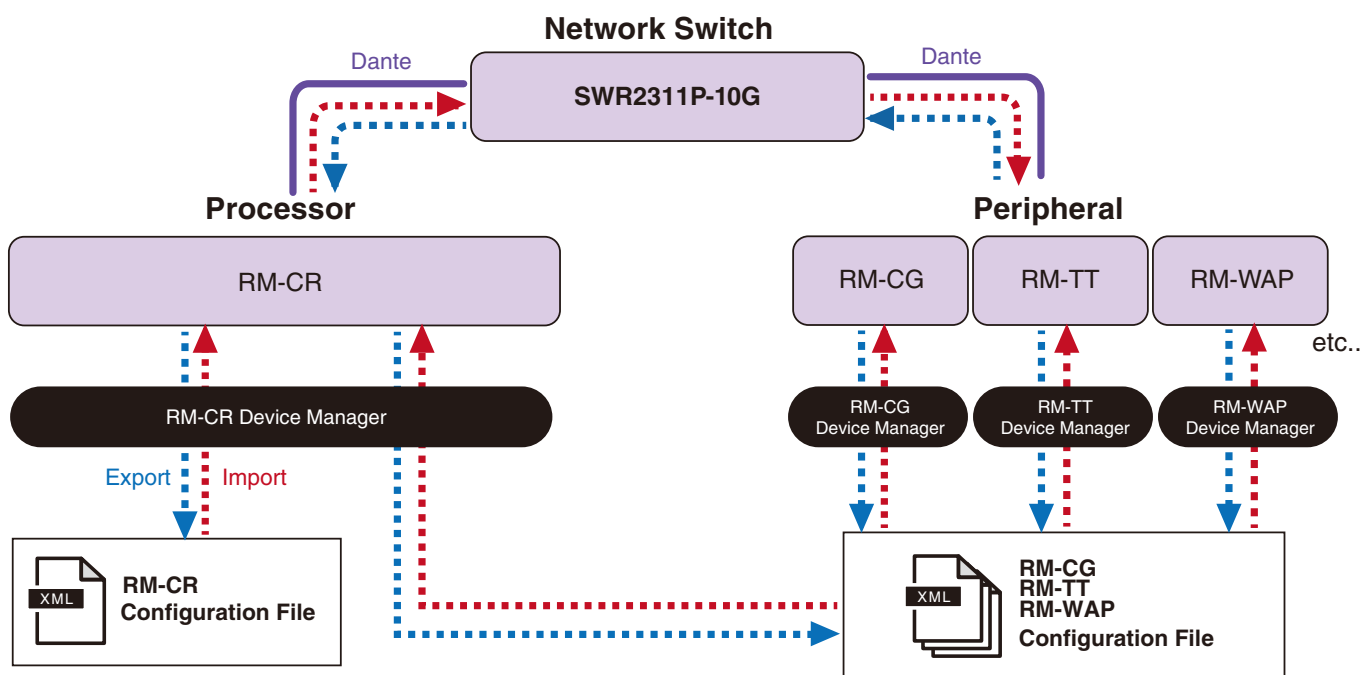 Network Switch
Dante
Dante
SWR2311P-10G
Processor
Peripheral
RM-CR
RM-CG
RM-TT
RM-WAP
etc..
RM-CR Device Manager
RM-CG
Device Manager
RM-TT
Device Manager
RM-WAP
Device Manager
Export
Import
XML
RM-CR
Configuration File
XML
RM-CG
RM-TT
RM-WAP
Configuration File